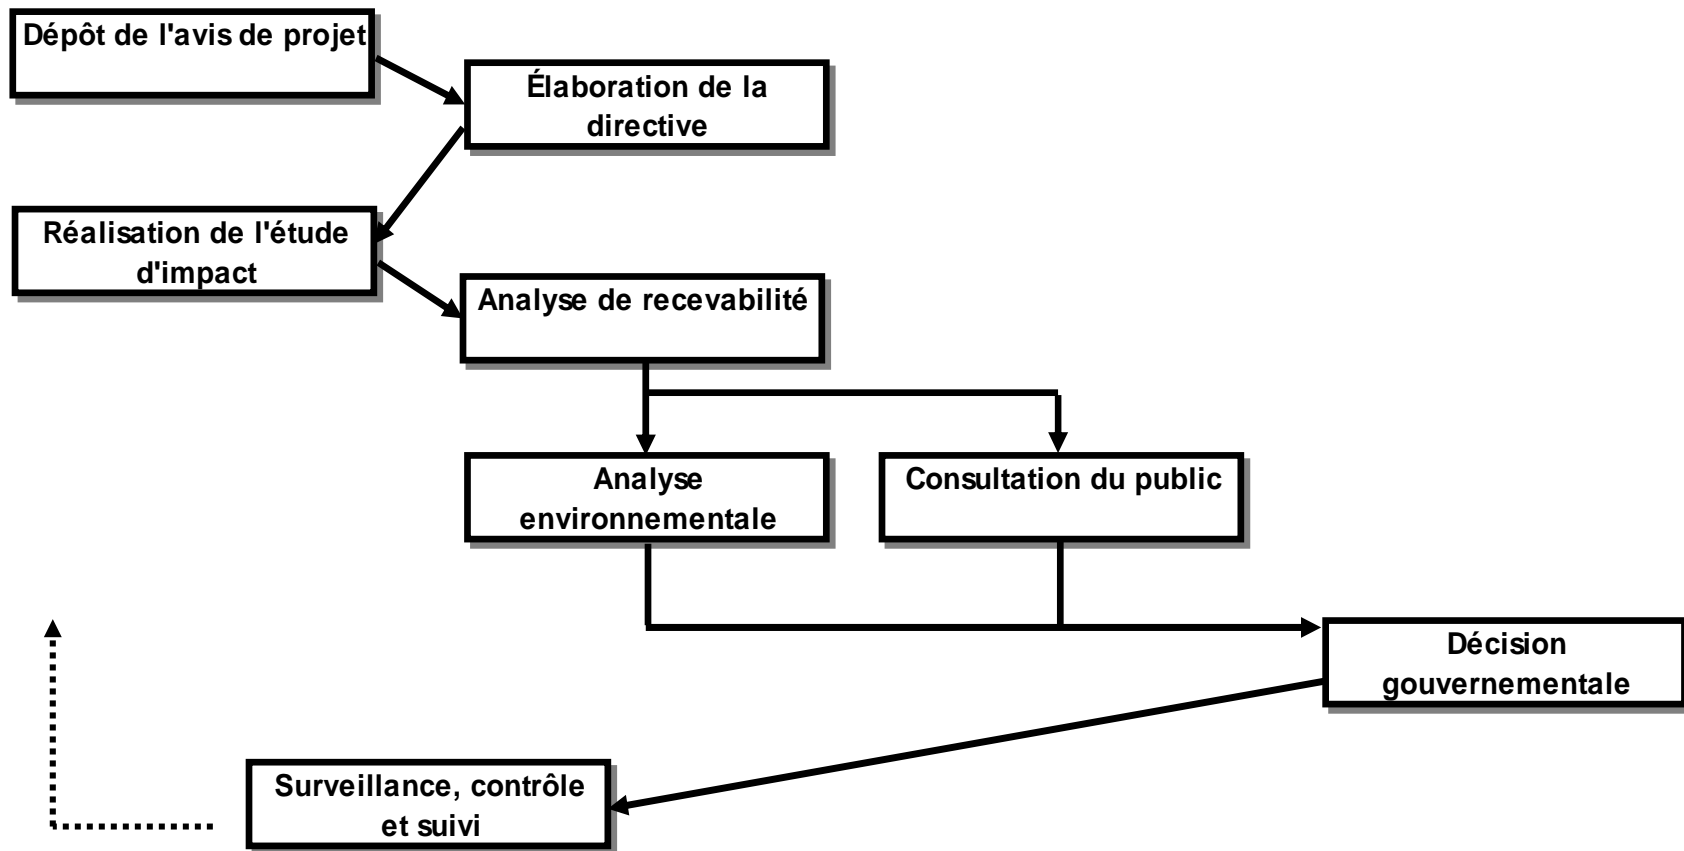 Dépôt de l'avis de projet
Élaboration de la
directive
Réalisation de l'étude
d'impact
Analyse de recevabilité
Analyse
environnementale
Consultation du public
Décision
gouvernementale
Surveillance, contrôle
et suivi